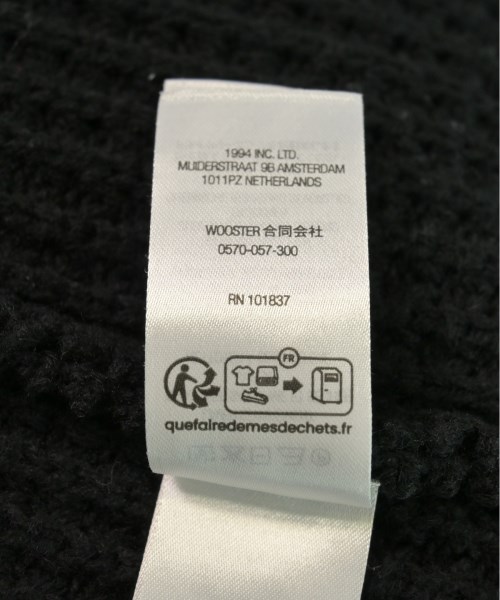 1994 INC. LTD.
MUIDERSTRAAT 9B AMSTERDAM
1011PZ NETHERLANDS
WOOSTER 合同会社
0570-057-300
RN 101837
FR
quefairedemesdechets.fr